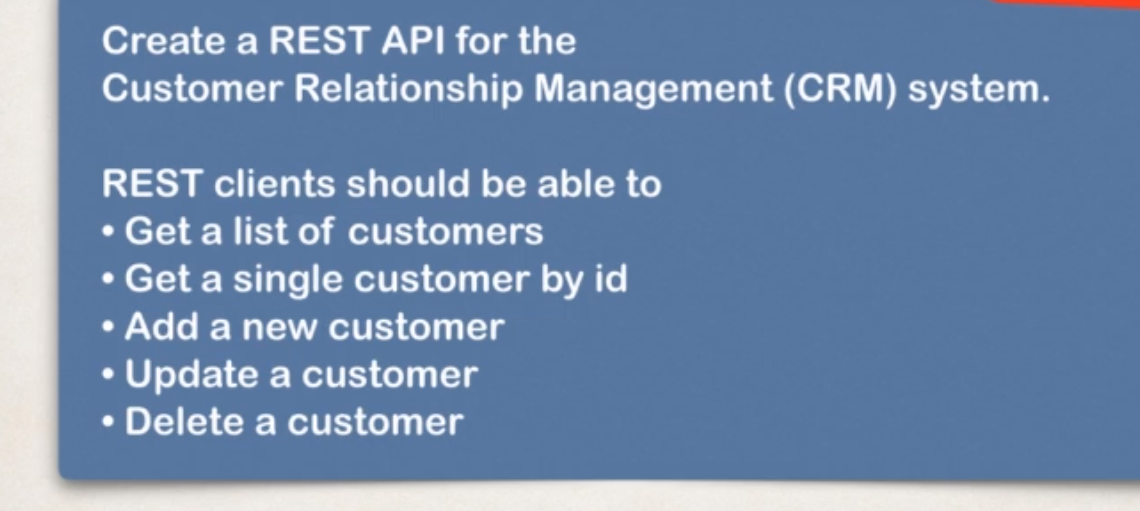 Create a REST API for the
Customer Relationship Management (CRM) system.
REST clients should be able to
• Get a list of customers
• Get a single customer by id
• Add a new customer
• Update a customer
• Delete a customer